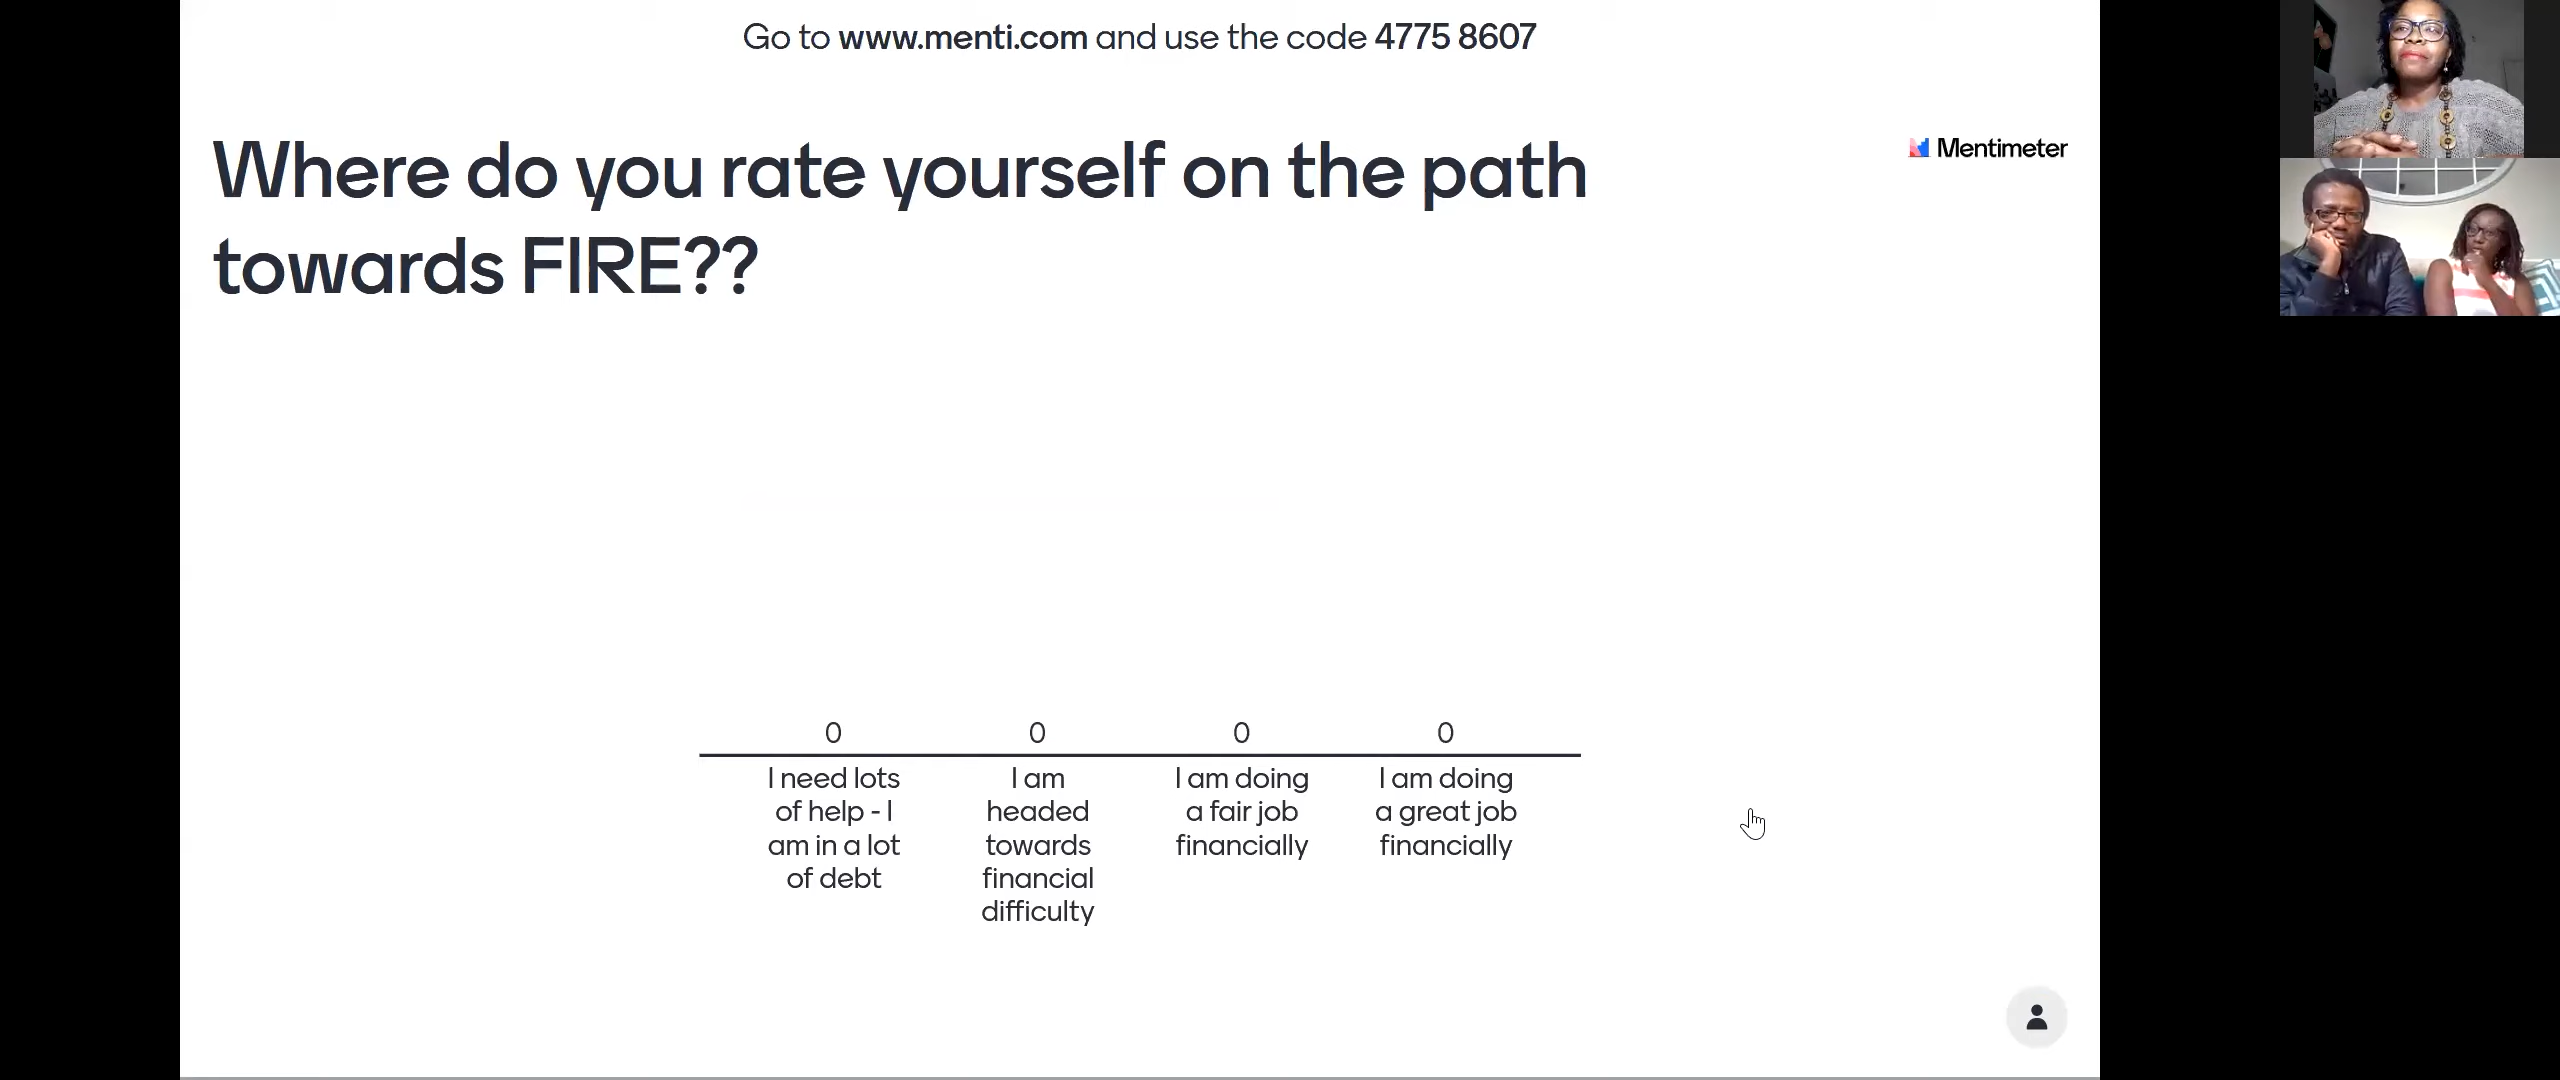 Go to www.menti.com and use the code 4775 8607
Where do you rate yourself on the path
towards FIRE??
Mentimeter
0
0
0
0
I need lots
of help - I
am in a lot
of debt
I am
headed
towards
financial
difficulty
I am doing
a fair job
financially
I am doing
a great job
financially